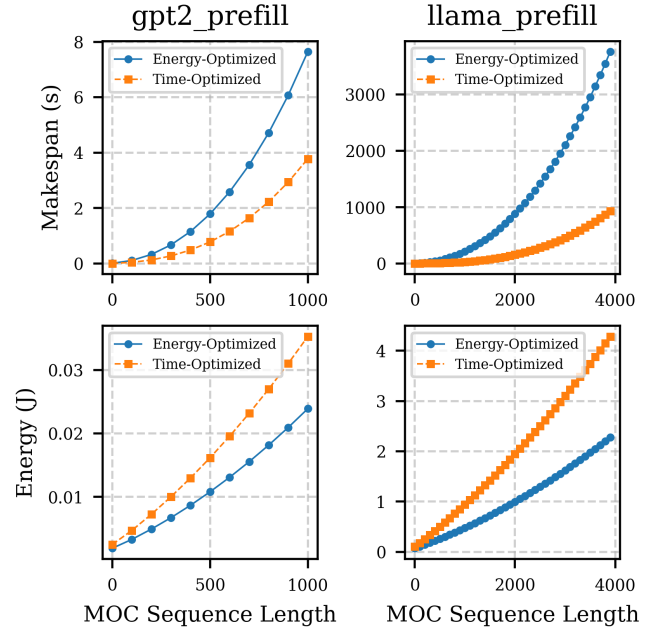 gpt2_prefill
llama_prefill
Makespan (s)
8
6
4
2
0
Energy-Optimized
Time-Optimized
0
500
1000
3000
2000
1000
0
Energy-Optimized
Time-Optimized
0
2000
4000
Energy (J)
0.03
0.02
0.01
Energy-Optimized
Time-Optimized
0
500
1000
MOC Sequence Length
4
3
2
1
0
Energy-Optimized
Time-Optimized
0
2000
4000
MOC Sequence Length